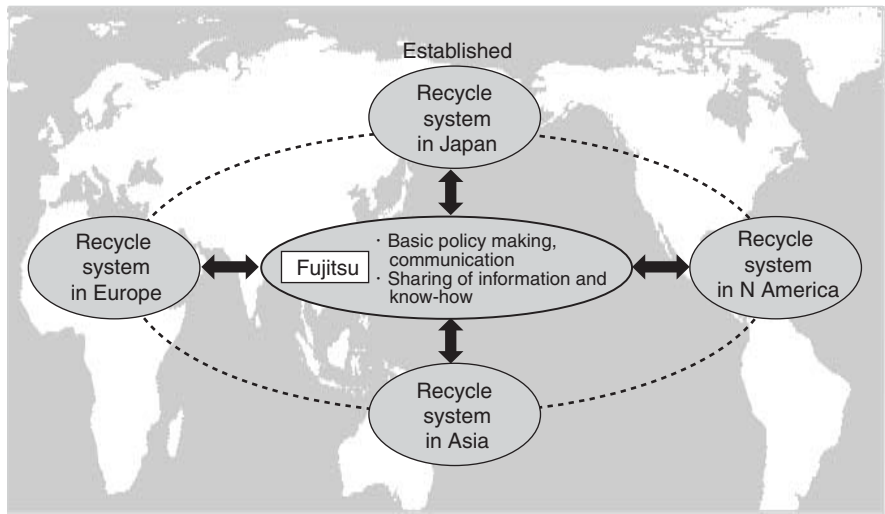 Established
Recycle
system
in Japan
Recycle
system
in Europe
Fujitsu
· Basic policy making,
communication
· Sharing of information and
know-how
Recycle
system
in N America
Recycle
system
in Asia